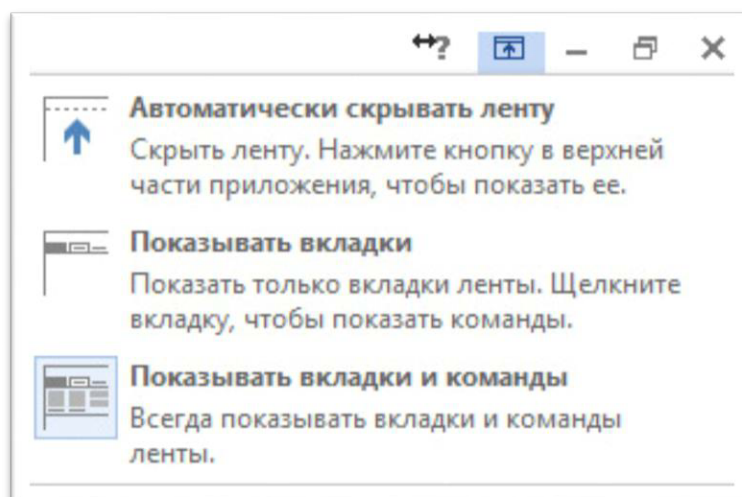 ?
Автоматически скрывать ленту
Скрыть ленту. Нажмите кнопку в верхней
части приложения, чтобы показать ее.
Показывать вкладки
Показать только вкладки ленты. Щелкните
вкладку, чтобы показать команды.
Показывать вкладки и команды
Всегда показывать вкладки и команды
ленты.